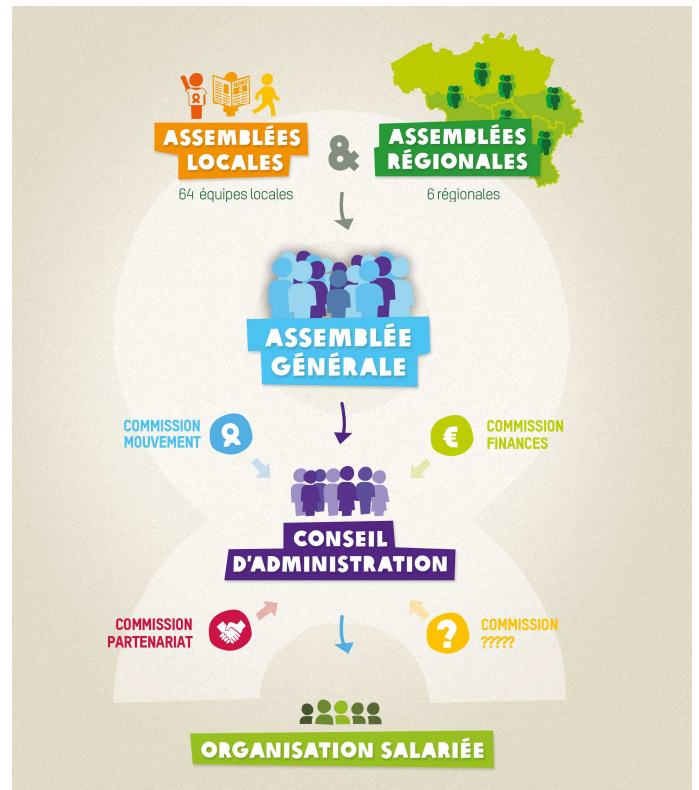 ASSEMBLÉES
LOCALES
64 équipes locales
&
ASSEMBLÉES
RÉGIONALES
6 régionales
ASSEMBLÉE
GÉNÉRALE
COMMISSION
MOUVEMENT
€
COMMISSION
FINANCES
CONSEIL
D'ADMINISTRATION
COMMISSION
PARTENARIAT
?
COMMISSION
?????
ORGANISATION SALARIÉE